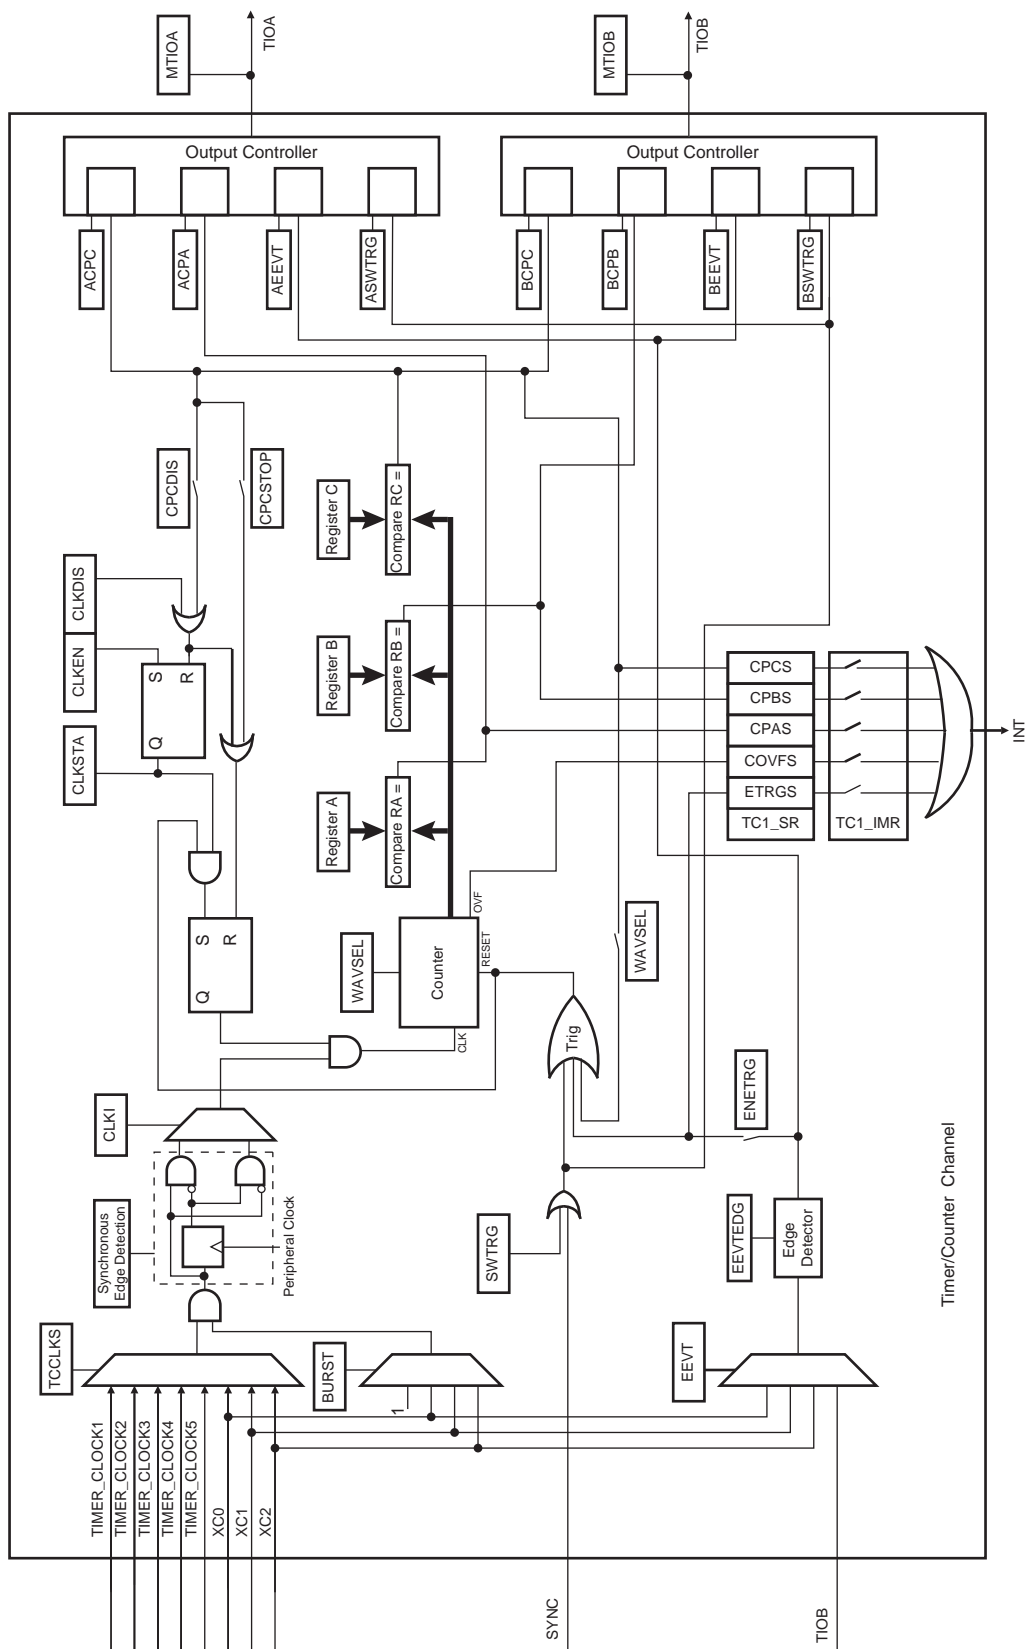 MTIOA
TIOA
MTIOB
TIOB
Output Controller
Output Controller
ACPC
ACPA
AEEVT
ASWTRG
BCPC
BCPB
BEEVT
BSWTRG
CPCDIS
CPCSTOP
Register C
Compare RC =
CLKDIS
CLKEN
CLKSTA
S
R
Q
Register B
Compare RB =
Register A
Compare RA =
CPCS
CPBS
CPAS
COVFS
ETRGS
TC1_SR
TC1_IMR
INT
S
R
Q
WAVSEL
Counter
OVF
RESET
CLK
WAVSEL
Trig
CLKI
ENETRG
Synchronous
Edge Detection
Peripheral Clock
SWTRG
EEVTEDG
Edge
Detector
Timer/Counter Channel
TCCLKS
BURST
1
EEVT
TIMER_CLOCK1
TIMER_CLOCK2
TIMER_CLOCK3
TIMER_CLOCK4
TIMER_CLOCK5
XC0
XC1
XC2
SYNC
TIOB